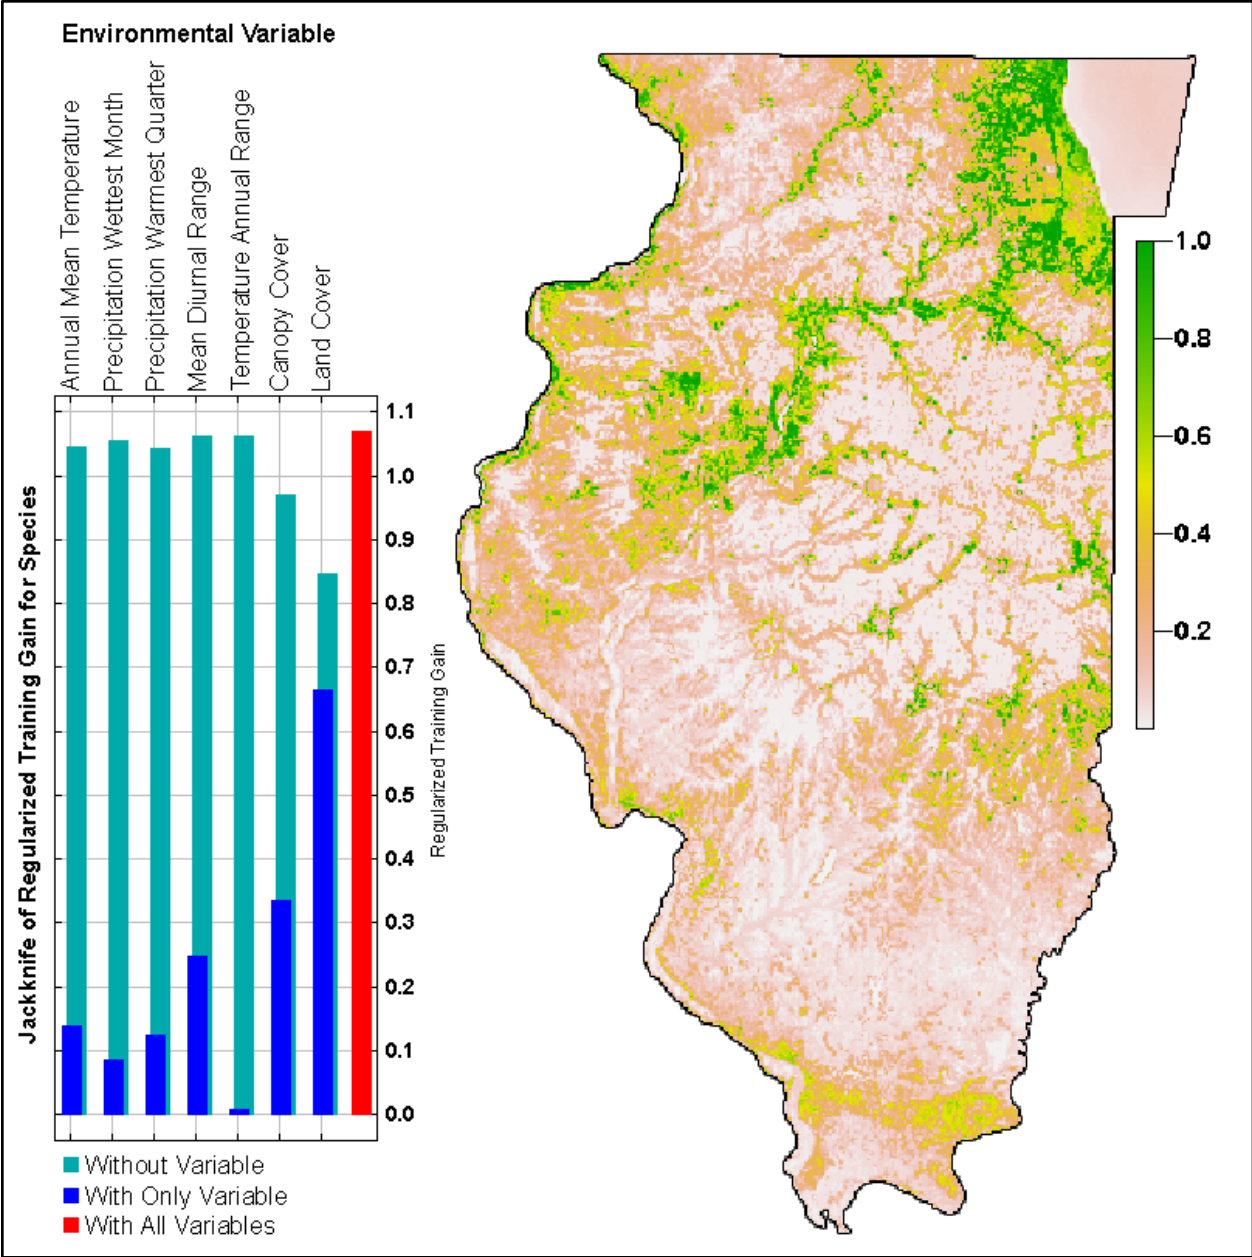 Environmental Variable
Annual Mean Temperature
Precipitation Wettest Month
Precipitation Warmest Quarter
Mean Diurnal Range
Temperature Annual Range
Canopy Cover
Land Cover
Jackknife of Regularized Training Gain for Species
1.1
1.0
0.9
0.8
0.7
0.6
0.5
0.4
0.3
0.2
0.1
0.0
Regularized Training Gain
Without Variable
With Only Variable
With All Variables
1.0
0.8
0.6
0.4
0.2